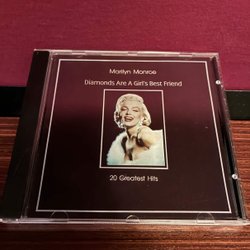 Marilyn Monroe
Diamonds Are A Girl's Best Friend
20 Greatest Hits